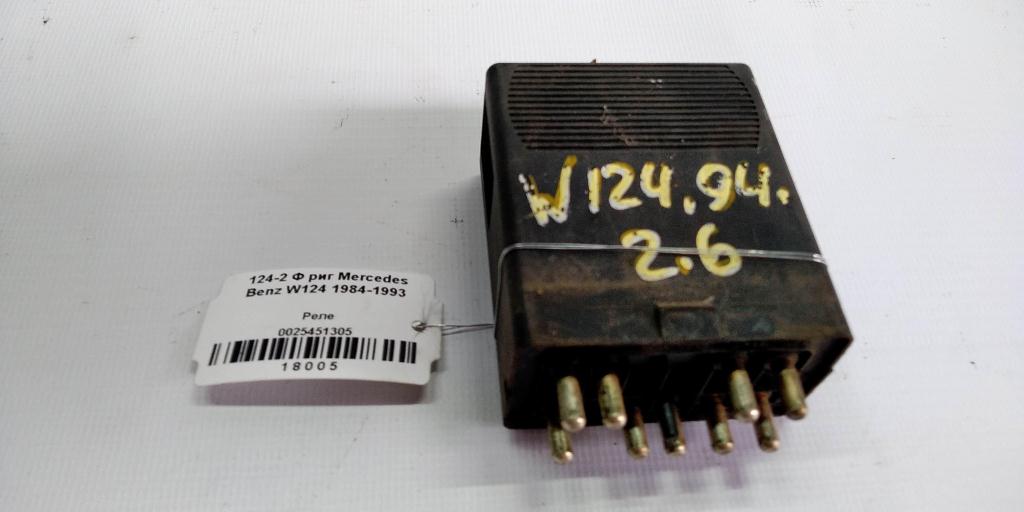 W124.94.
2.6
124-2 Ф риг Mercedes
Benz W124 1984-1993
Реле
0025451305
18005